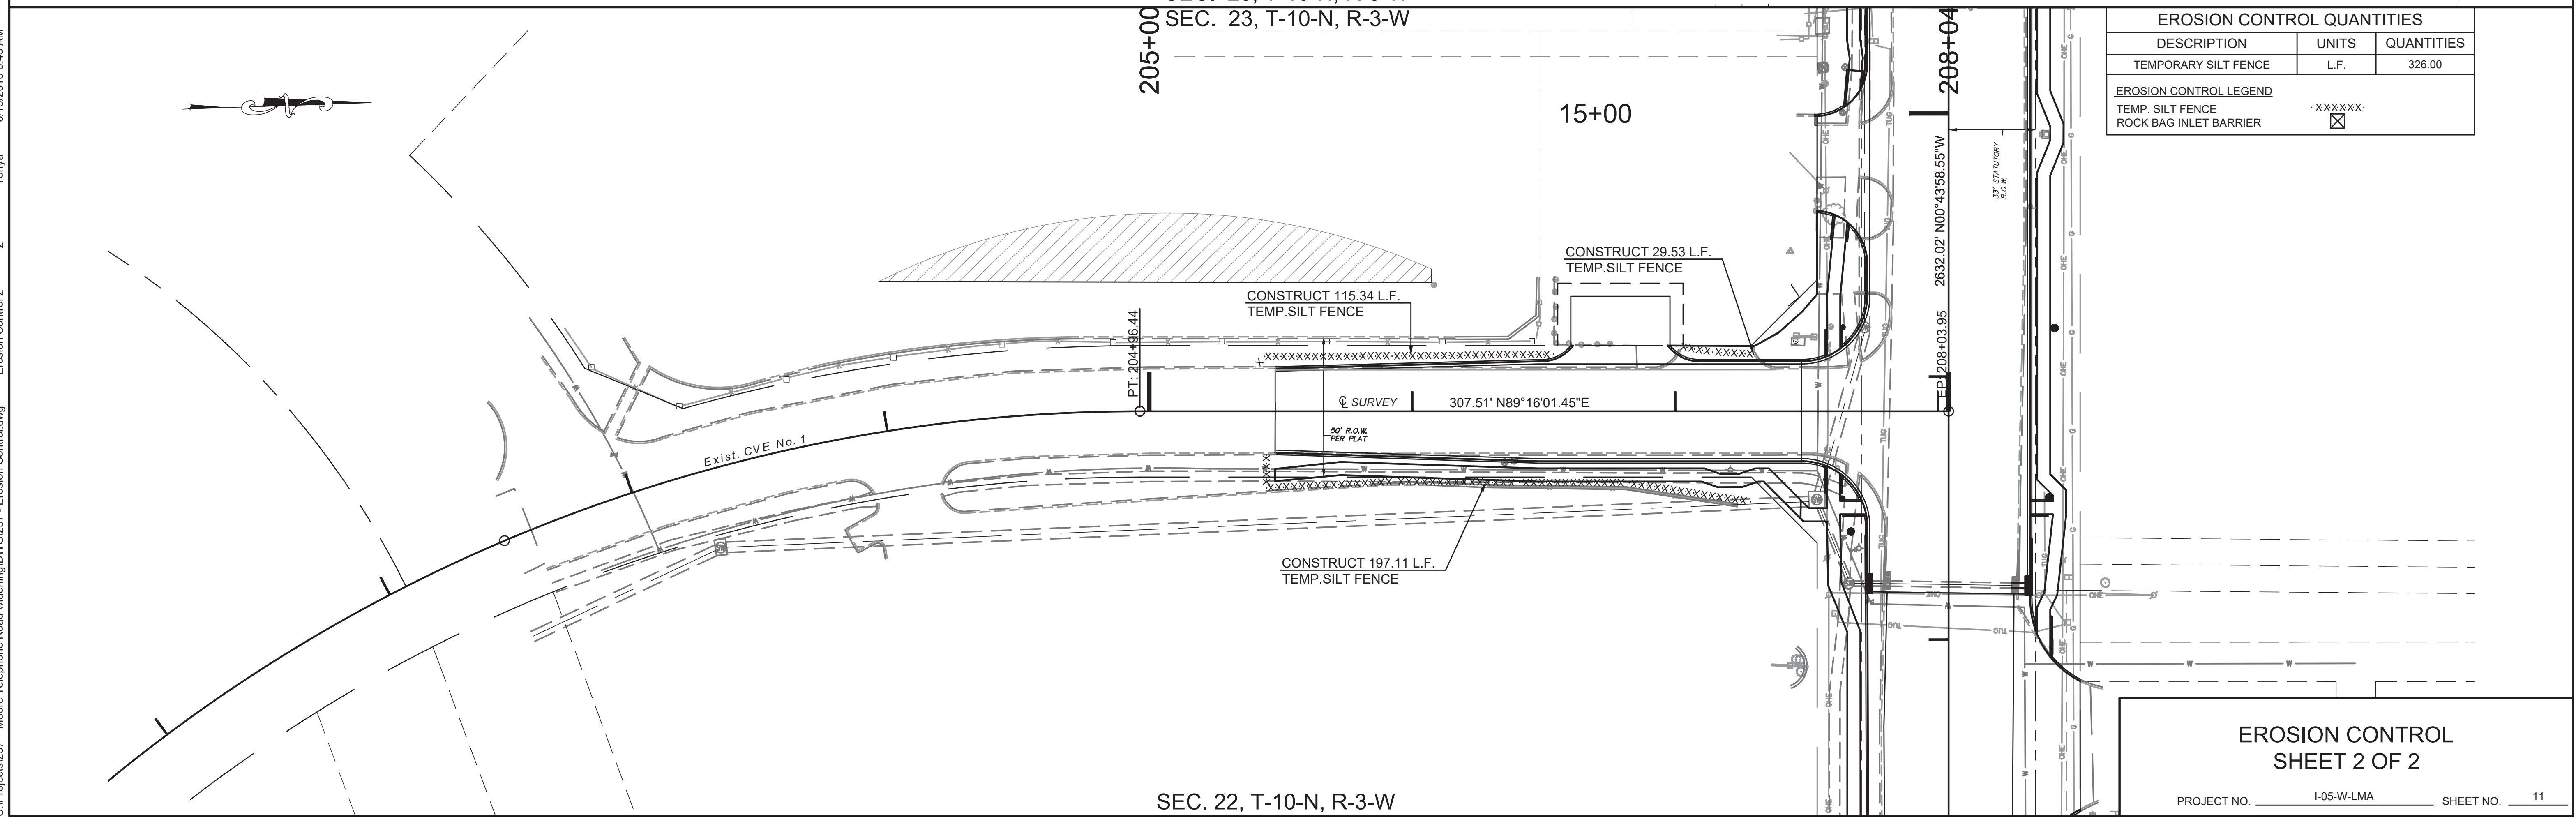 SEC. 23, T-10-N, R-3-W
205+00
208+04
15+00
EROSION CONTROL QUANTITIES
DESCRIPTION UNITS QUANTITIES
TEMPORARY SILT FENCE L.F. 326.00
EROSION CONTROL LEGEND
TEMP. SILT FENCE ·XXXXXX·
ROCK BAG INLET BARRIER
33' STATUTORY
R.O.W.
2632.02' N00°43'58.55"W
CONSTRUCT 29.53 L.F.
TEMP.SILT FENCE
CONSTRUCT 115.34 L.F.
TEMP.SILT FENCE
PT: 204+96.44
EP: 208+03.95
℄ SURVEY
307.51' N89°16'01.45"E
50' R.O.W.
PER PLAT
Exist. CVE No. 1
CONSTRUCT 197.11 L.F.
TEMP.SILT FENCE
OHE
TUG
G
W
SEC. 22, T-10-N, R-3-W
EROSION CONTROL
SHEET 2 OF 2
PROJECT NO. I-05-W-LMA SHEET NO. 11